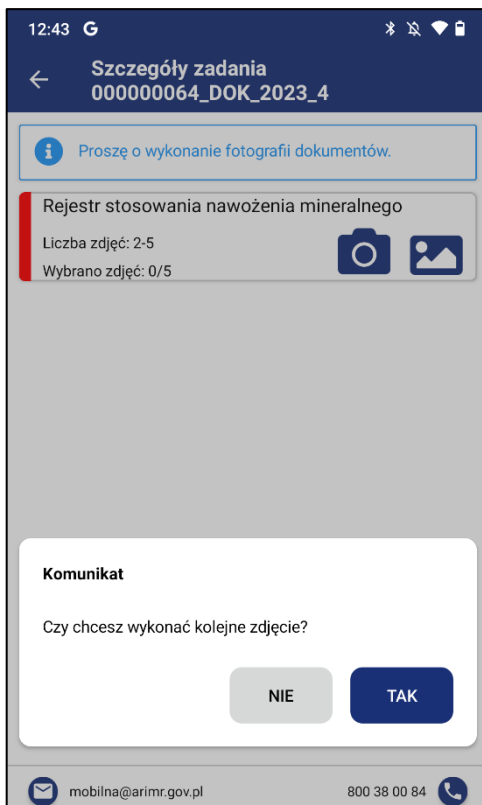 12:43 G
Szczegóły zadania
000000064_DOK_2023_4
i Proszę o wykonanie fotografii dokumentów.
Rejestr stosowania nawożenia mineralnego
Liczba zdjęć: 2-5
Wybrano zdjęć: 0/5
Komunikat
Czy chcesz wykonać kolejne zdjęcie?
NIE TAK
mobilna@arimr.gov.pl 800 38 00 84